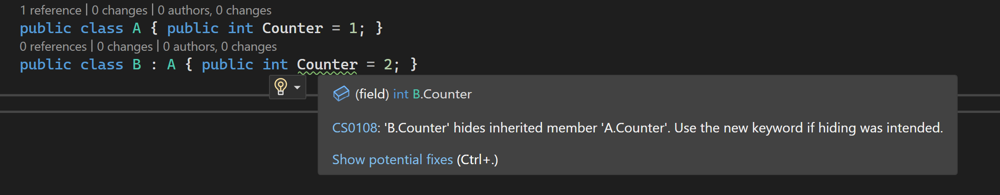 1 reference | 0 changes | 0 authors, 0 changes
public class A { public int Counter = 1; }
0 references | 0 changes | 0 authors, 0 changes
public class B : A { public int Counter = 2; }
(field) int B.Counter
CS0108: 'B.Counter' hides inherited member 'A.Counter'. Use the new keyword if hiding was intended.
Show potential fixes (Ctrl+.)